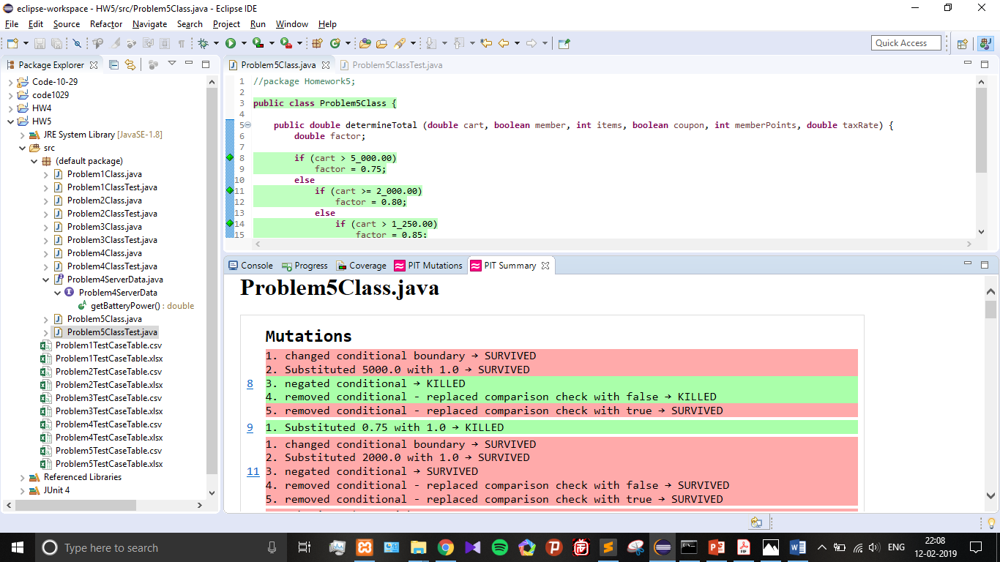 eclipse-workspace - HW5/src/Problem5Class.java - Eclipse IDE
File Edit Source Refactor Navigate Search Project Run Window Help
Quick Access
Package Explorer
Code-10-29
code1029
HW4
HW5
JRE System Library [JavaSE-1.8]
src
(default package)
Problem1Class.java
Problem1ClassTest.java
Problem2Class.java
Problem2ClassTest.java
Problem3Class.java
Problem3ClassTest.java
Problem4Class.java
Problem4ClassTest.java
Problem4ServerData.java
Problem4ServerData
getBatteryPower() : double
Problem5Class.java
Problem5ClassTest.java
Problem1TestCaseTable.csv
Problem1TestCaseTable.xlsx
Problem2TestCaseTable.csv
Problem2TestCaseTable.xlsx
Problem3TestCaseTable.csv
Problem3TestCaseTable.xlsx
Problem4TestCaseTable.csv
Problem4TestCaseTable.xlsx
Problem5TestCaseTable.csv
Problem5TestCaseTable.xlsx
Referenced Libraries
JUnit 4
Problem5Class.java Problem5ClassTest.java
1 //package Homework5;
2
3 public class Problem5Class {
4
5 public double determineTotal (double cart, boolean member, int items, boolean coupon, int memberPoints, double taxRate) {
6 double factor;
7
8 if (cart > 5_000.00)
9 factor = 0.75;
10 else
11 if (cart >= 2_000.00)
12 factor = 0.80;
13 else
14 if (cart > 1_250.00)
15 factor = 0.85;
Console Progress Coverage PIT Mutations PIT Summary
Problem5Class.java
Mutations
1. changed conditional boundary → SURVIVED
2. Substituted 5000.0 with 1.0 → SURVIVED
8 3. negated conditional → KILLED
4. removed conditional - replaced comparison check with false → KILLED
5. removed conditional - replaced comparison check with true → SURVIVED
9 1. Substituted 0.75 with 1.0 → KILLED
1. changed conditional boundary → SURVIVED
2. Substituted 2000.0 with 1.0 → SURVIVED
11 3. negated conditional → SURVIVED
4. removed conditional - replaced comparison check with false → SURVIVED
5. removed conditional - replaced comparison check with true → SURVIVED
Type here to search
ENG
22:08
12-02-2019